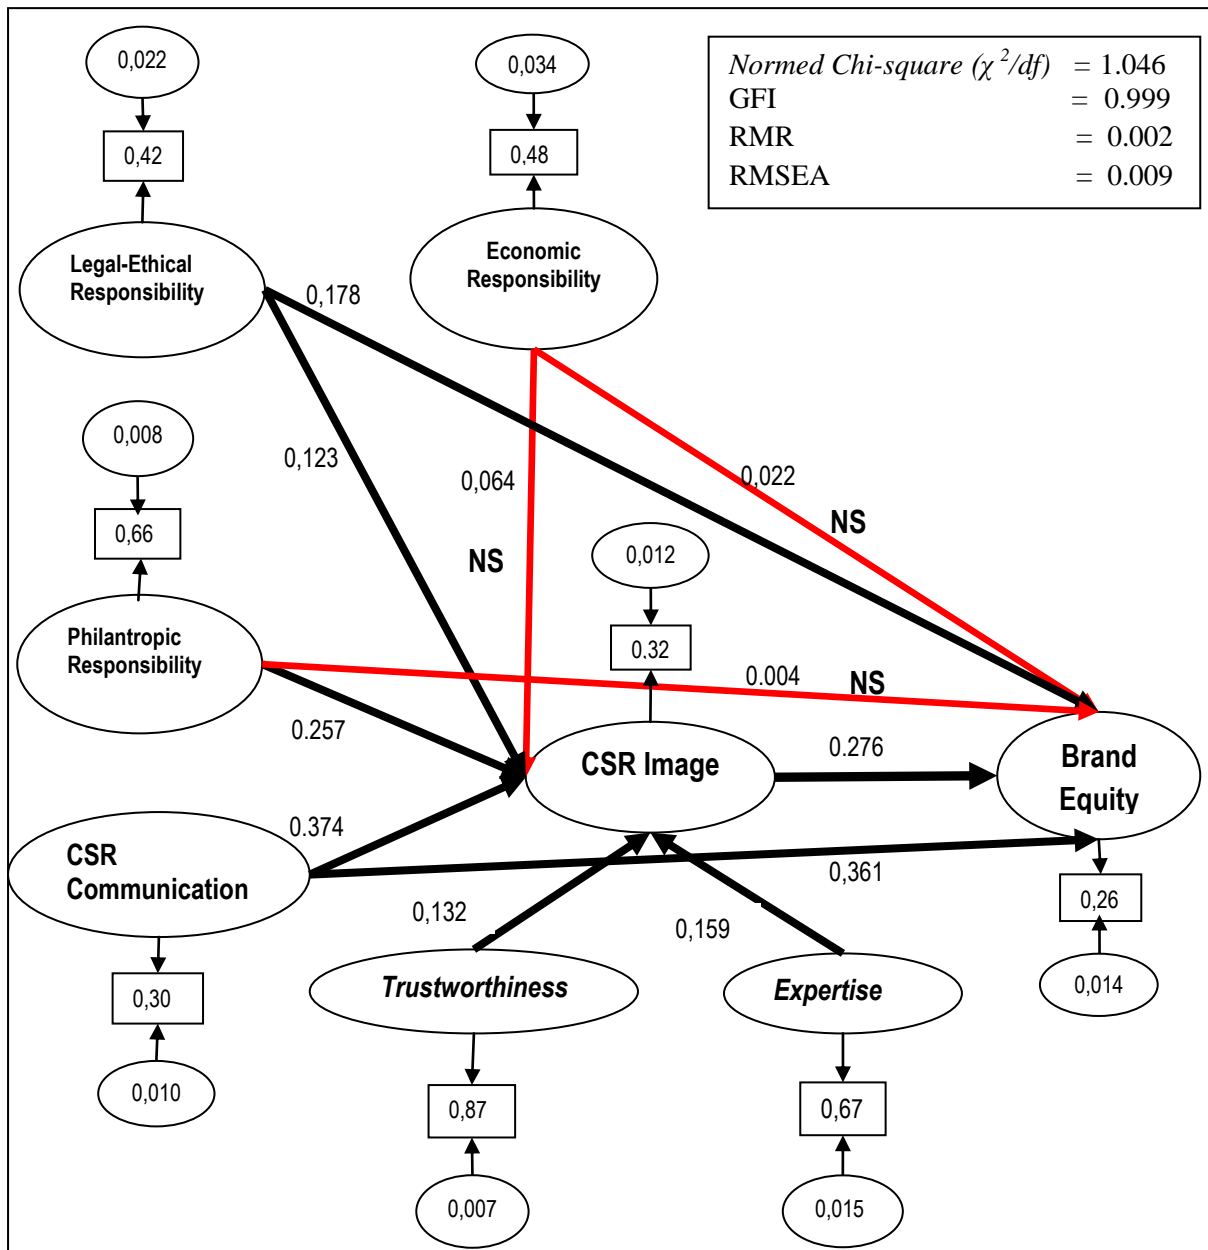 0,022
0,034
Normed Chi-square (χ ²/df) = 1.046
GFI = 0.999
RMR = 0.002
RMSEA = 0.009
0,42
0,48
Legal-Ethical
Responsibility
Economic
Responsibility
0,178
0,008
0,123
0,064
0,022
NS
0,66
NS
0,012
Philantropic
Responsibility
0,32
0.004
NS
0.257
CSR Image
0.276
Brand
Equity
0.374
CSR
Communication
0,361
0,26
0,132
0,159
0,30
Trustworthiness
Expertise
0,014
0,010
0,87
0,67
0,007
0,015